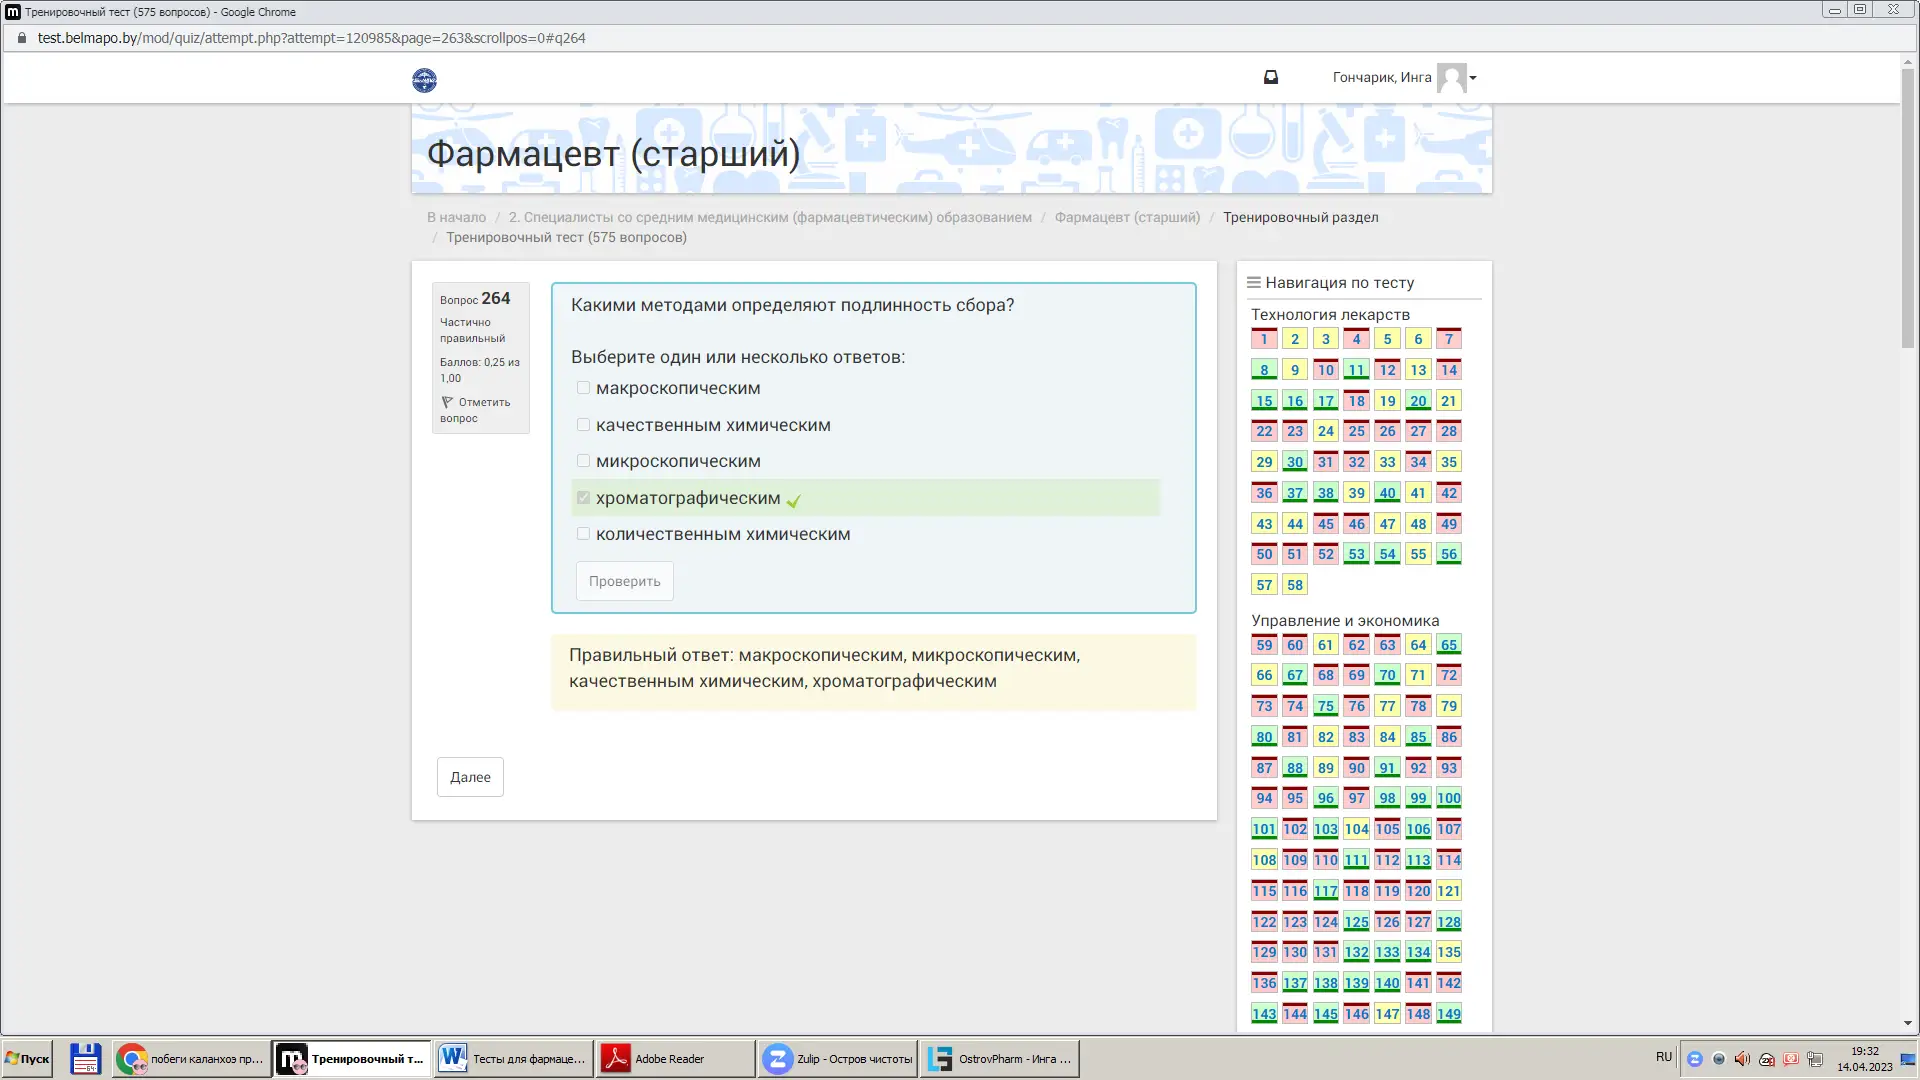 Тренировочный тест (575 вопросов) - Google Chrome
test.belmapo.by/mod/quiz/attempt.php?attempt=120985&page=263&scrollpos=0#q264
Гончарик, Инга
Фармацевт (старший)
В начало / 2. Специалисты со средним медицинским (фармацевтическим) образованием / Фармацевт (старший) / Тренировочный раздел
/ Тренировочный тест (575 вопросов)
Вопрос 264
Частично
правильный
Баллов: 0,25 из
1,00
Отметить
вопрос
Какими методами определяют подлинность сбора?
Выберите один или несколько ответов:
макроскопическим
качественным химическим
микроскопическим
хроматографическим
количественным химическим
Проверить
Правильный ответ: макроскопическим, микроскопическим,
качественным химическим, хроматографическим
Далее
Навигация по тесту
Технология лекарств
1 2 3 4 5 6 7
8 9 10 11 12 13 14
15 16 17 18 19 20 21
22 23 24 25 26 27 28
29 30 31 32 33 34 35
36 37 38 39 40 41 42
43 44 45 46 47 48 49
50 51 52 53 54 55 56
57 58
Управление и экономика
59 60 61 62 63 64 65
66 67 68 69 70 71 72
73 74 75 76 77 78 79
80 81 82 83 84 85 86
87 88 89 90 91 92 93
94 95 96 97 98 99 100
101 102 103 104 105 106 107
108 109 110 111 112 113 114
115 116 117 118 119 120 121
122 123 124 125 126 127 128
129 130 131 132 133 134 135
136 137 138 139 140 141 142
143 144 145 146 147 148 149
Пуск
побеги каланхоэ пр...
Тренировочный т...
Тесты для фармаце...
Adobe Reader
Zulip - Остров чистоты
OstrovPharm - Инга ...
RU
19:32
14.04.2023